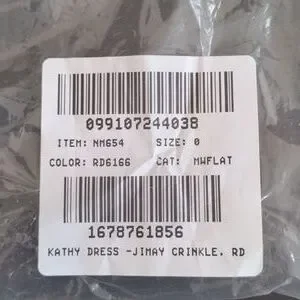 099107244038
ITEM: NM654 SIZE: 0
COLOR: RD6166 CAT: MWFLAT
1678761856
KATHY DRESS -JIMAY CRINKLE, RD